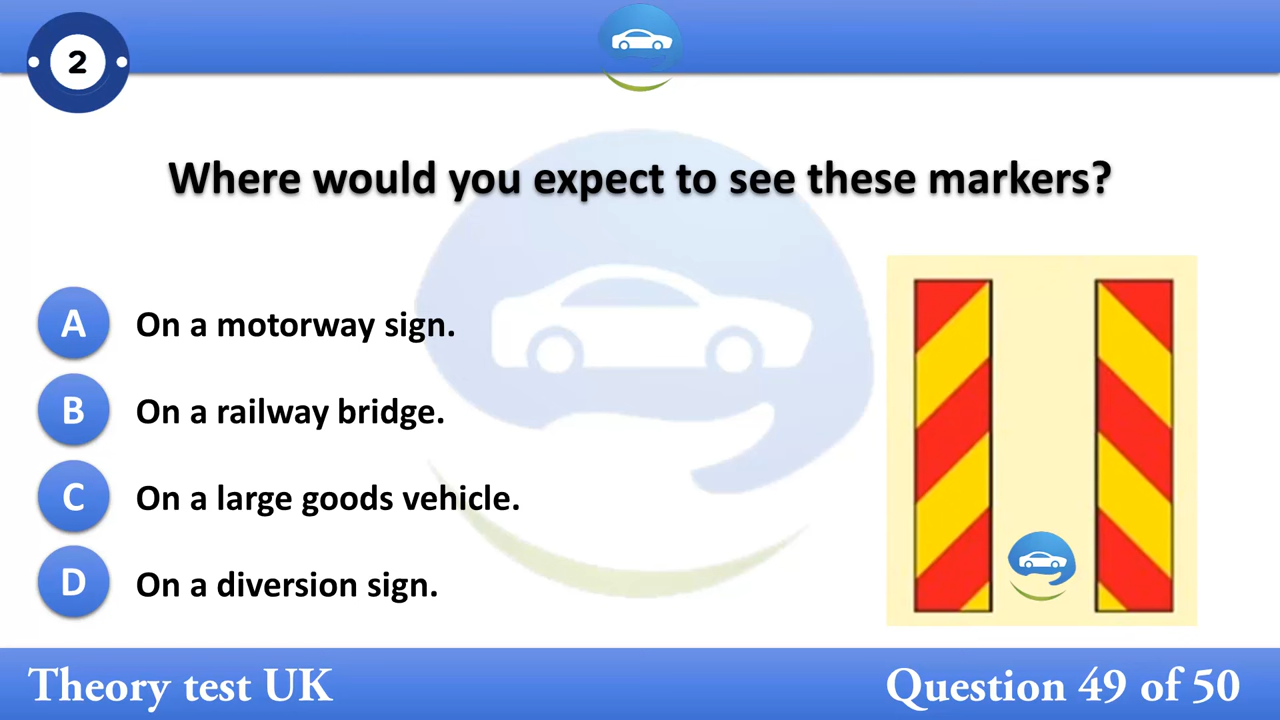 2
Where would you expect to see these markers?
A On a motorway sign.
B On a railway bridge.
C On a large goods vehicle.
D On a diversion sign.
Theory test UK
Question 49 of 50